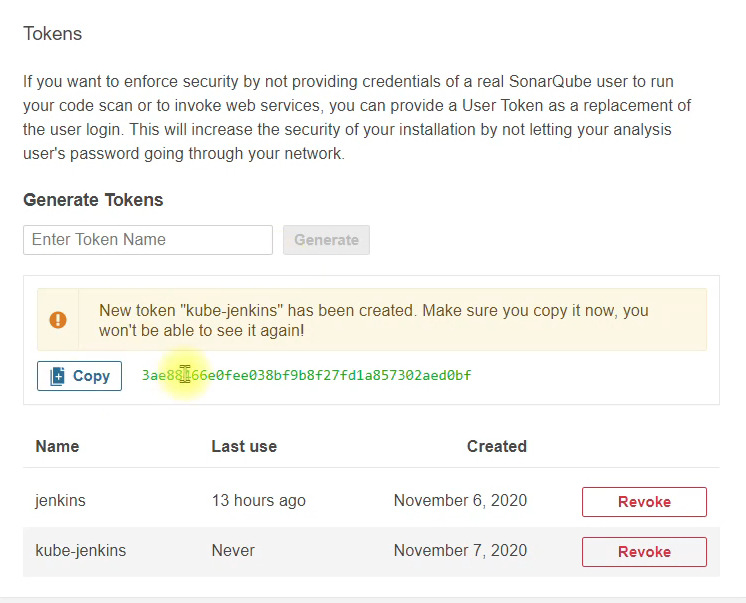 Tokens
If you want to enforce security by not providing credentials of a real SonarQube user to run
your code scan or to invoke web services, you can provide a User Token as a replacement of
the user login. This will increase the security of your installation by not letting your analysis
user's password going through your network.
Generate Tokens
Enter Token Name Generate
New token "kube-jenkins" has been created. Make sure you copy it now, you
won't be able to see it again!
Copy
Name Last use Created
jenkins 13 hours ago November 6, 2020 Revoke
kube-jenkins Never November 7, 2020 Revoke